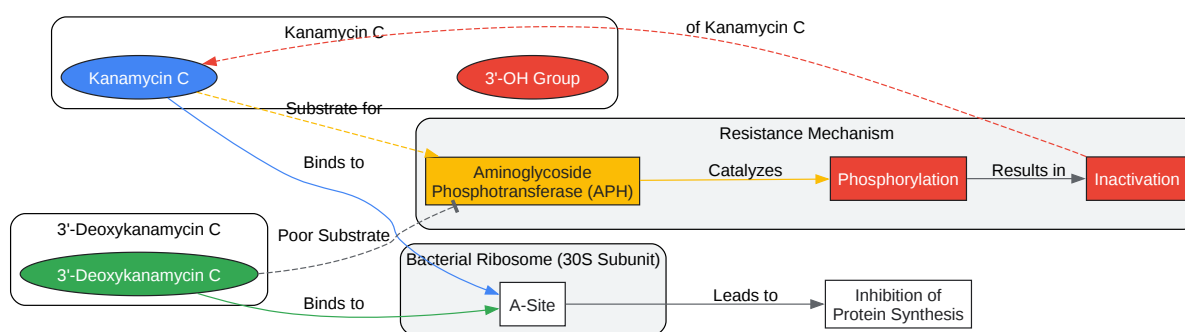 Kanamycin C
of Kanamycin C
Kanamycin C
3'-OH Group
Substrate for
Resistance Mechanism
Binds to
Aminoglycoside
Phosphotransferase (APH)
Catalyzes
Phosphorylation
Results in
Inactivation
3'-Deoxykanamycin C
Poor Substrate
3'-Deoxykanamycin C
Bacterial Ribosome (30S Subunit)
Binds to
A-Site
Leads to
Inhibition of
Protein Synthesis